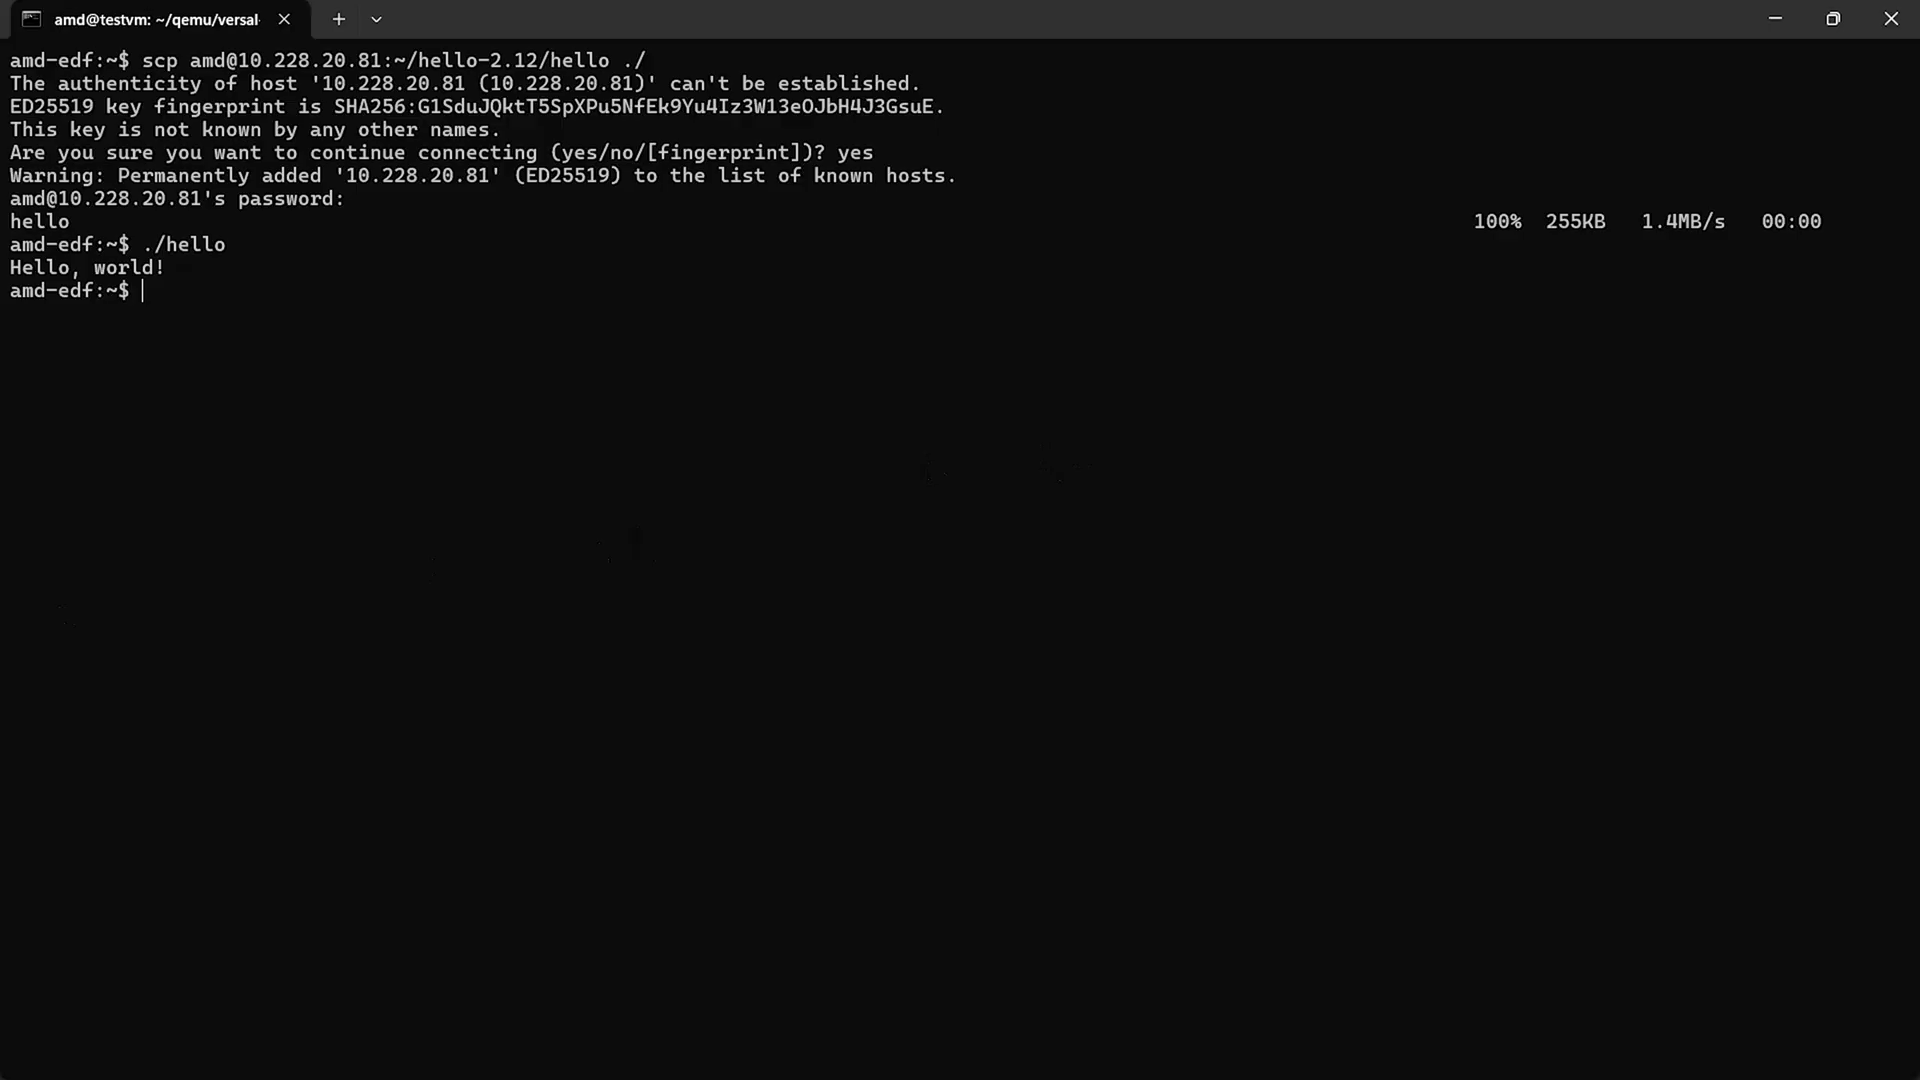 amd@testvm: ~/qemu/versal
amd-edf:~$ scp amd@10.228.20.81:~/hello-2.12/hello ./
The authenticity of host '10.228.20.81 (10.228.20.81)' can't be established.
ED25519 key fingerprint is SHA256:G1SduJQktT5SpXPu5NfEk9Yu4Iz3W13eOJbH4J3GsuE.
This key is not known by any other names.
Are you sure you want to continue connecting (yes/no/[fingerprint])? yes
Warning: Permanently added '10.228.20.81' (ED25519) to the list of known hosts.
amd@10.228.20.81's password:
hello 100% 255KB 1.4MB/s 00:00
amd-edf:~$ ./hello
Hello, world!
amd-edf:~$